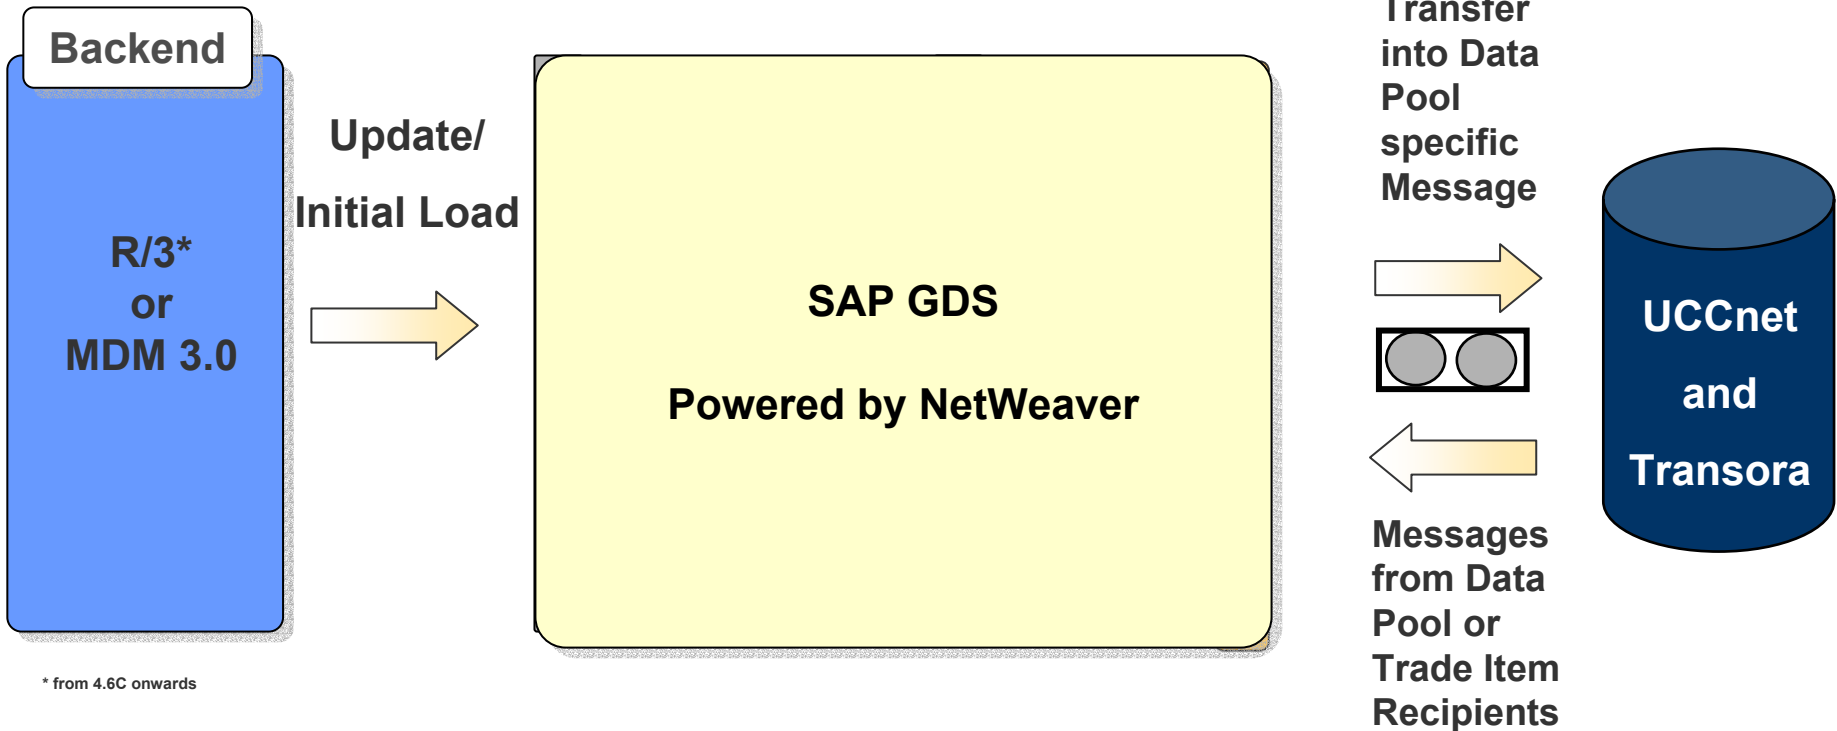 Backend
R/3*
or
MDM 3.0
* from 4.6C onwards
Update/
Initial Load
SAP GDS
Powered by NetWeaver
Transfer
into Data
Pool
specific
Message
Messages
from Data
Pool or
Trade Item
Recipients
UCCnet
and
Transora